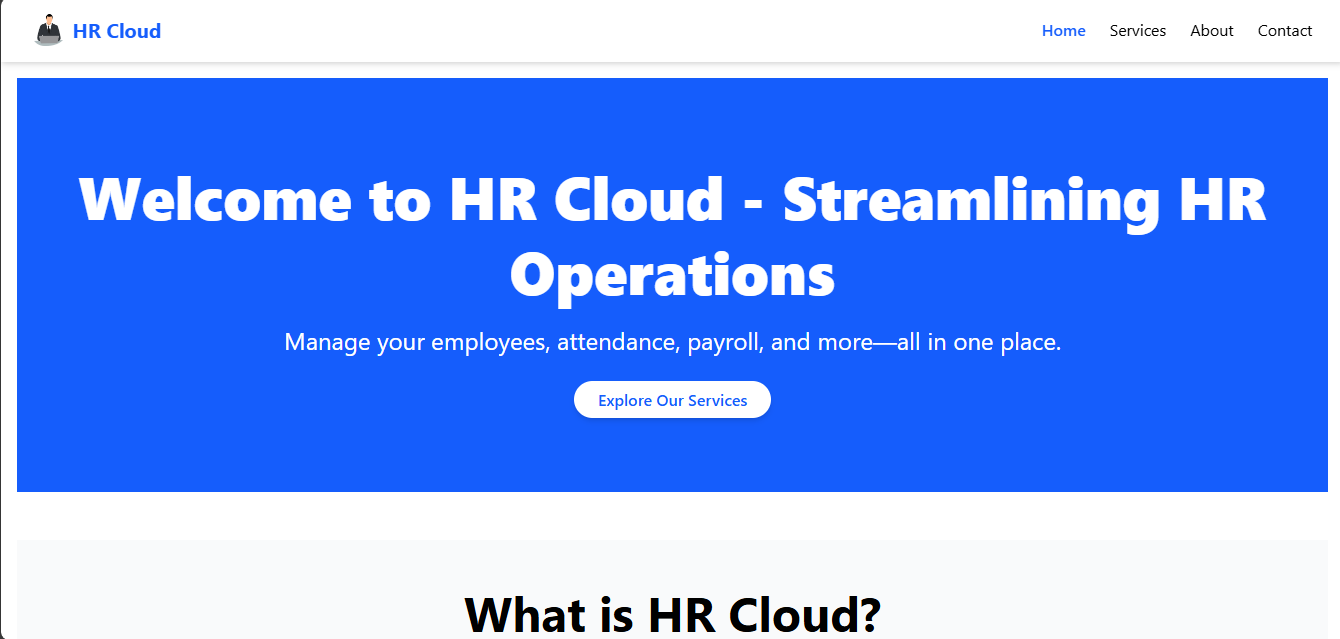 HR Cloud
Home
Services
About
Contact
Welcome to HR Cloud - Streamlining HR
Operations
Manage your employees, attendance, payroll, and more—all in one place.
Explore Our Services
What is HR Cloud?